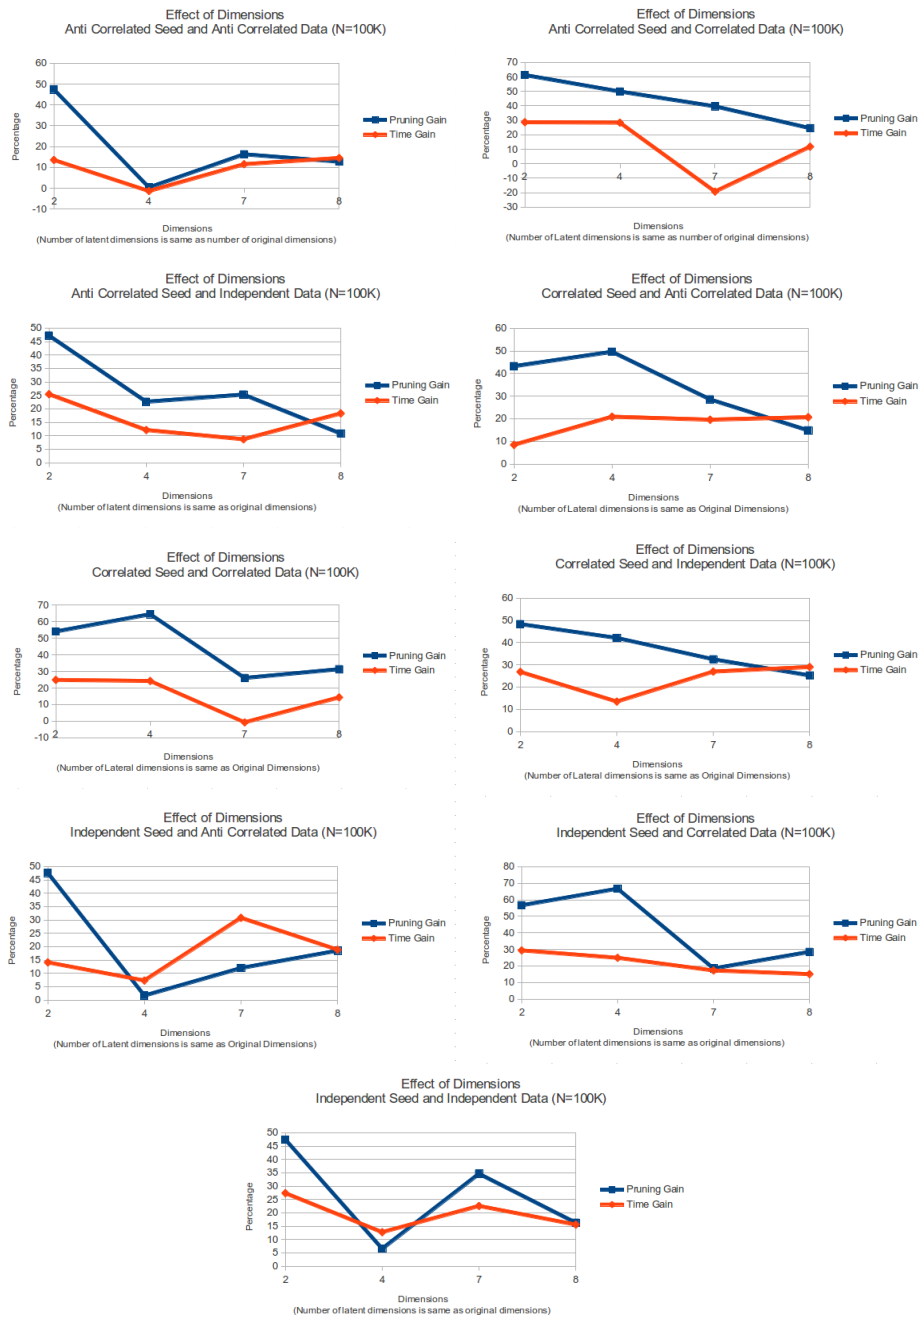 Effect of Dimensions
Anti Correlated Seed and Anti Correlated Data (N=100K)
60
50
40
30
20
10
0
-10
Percentage
2
4
7
8
Pruning Gain
Time Gain
Dimensions
(Number of latent dimensions is same as number of original dimensions)
Effect of Dimensions
Anti Correlated Seed and Correlated Data (N=100K)
70
60
50
40
30
20
10
0
-10
-20
-30
Percentage
2
4
7
8
Pruning Gain
Time Gain
Dimensions
(Number of Latent dimensions is same as number of original dimensions)
Effect of Dimensions
Anti Correlated Seed and Independent Data (N=100K)
50
45
40
35
30
25
20
15
10
5
0
Percentage
2
4
7
8
Pruning Gain
Time Gain
Dimensions
(Number of latent dimensions is same as original dimensions)
Effect of Dimensions
Correlated Seed and Anti Correlated Data (N=100K)
60
50
40
30
20
10
0
Percentage
2
4
7
8
Pruning Gain
Time Gain
Dimensions
(Number of Lateral dimensions is same as Original Dimensions)
Effect of Dimensions
Correlated Seed and Correlated Data (N=100K)
70
60
50
40
30
20
10
0
-10
Percentage
2
4
7
8
Pruning Gain
Time Gain
Dimensions
(Number of Lateral dimensions is same as Original Dimensions)
Effect of Dimensions
Correlated Seed and Independent Data (N=100K)
60
50
40
30
20
10
0
Percentage
2
4
7
8
Pruning Gain
Time Gain
Dimensions
(Number of Lateral dimensions is same as Original Dimensions)
Effect of Dimensions
Independent Seed and Anti Correlated Data (N=100K)
50
45
40
35
30
25
20
15
10
5
0
Percentage
2
4
7
8
Pruning Gain
Time Gain
Dimensions
(Number of Latent dimensions is same as Original Dimensions)
Effect of Dimensions
Independent Seed and Correlated Data (N=100K)
80
70
60
50
40
30
20
10
0
Percentage
2
4
7
8
Pruning Gain
Time Gain
Dimensions
(Number of latent dimensions is same as original dimensions)
Effect of Dimensions
Independent Seed and Independent Data (N=100K)
50
45
40
35
30
25
20
15
10
5
0
Percentage
2
4
7
8
Pruning Gain
Time Gain
Dimensions
(Number of latent dimensions is same as original dimensions)